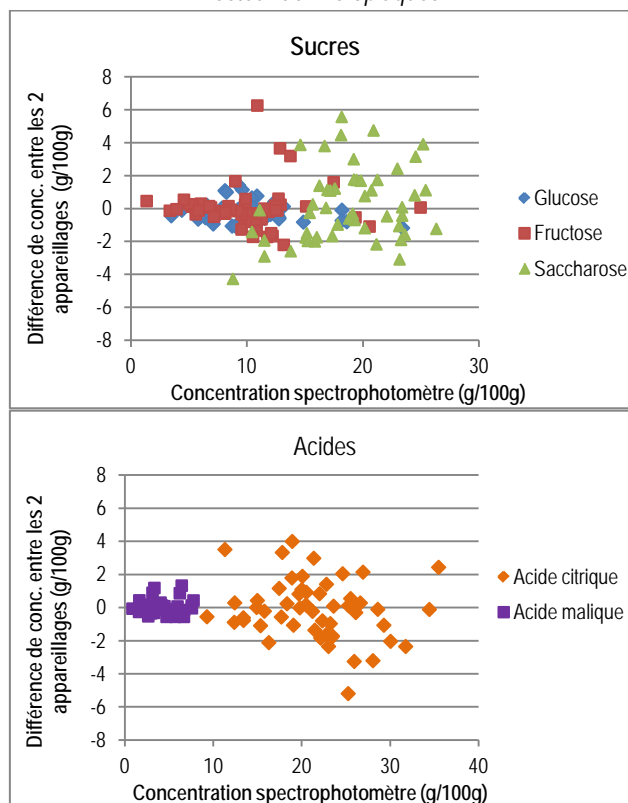 Sucres
Différence de conc. entre les 2
appareillages (g/100g)
8
6
4
2
0
-2
-4
-6
-8
0 10 20 30
Concentration spectrophotomètre (g/100g)
Glucose
Fructose
Saccharose
Acides
Différence de conc. entre les 2
appareillages (g/100g)
8
6
4
2
0
-2
-4
-6
-8
0 10 20 30 40
Concentration spectrophotomètre (g/100g)
Acide citrique
Acide malique